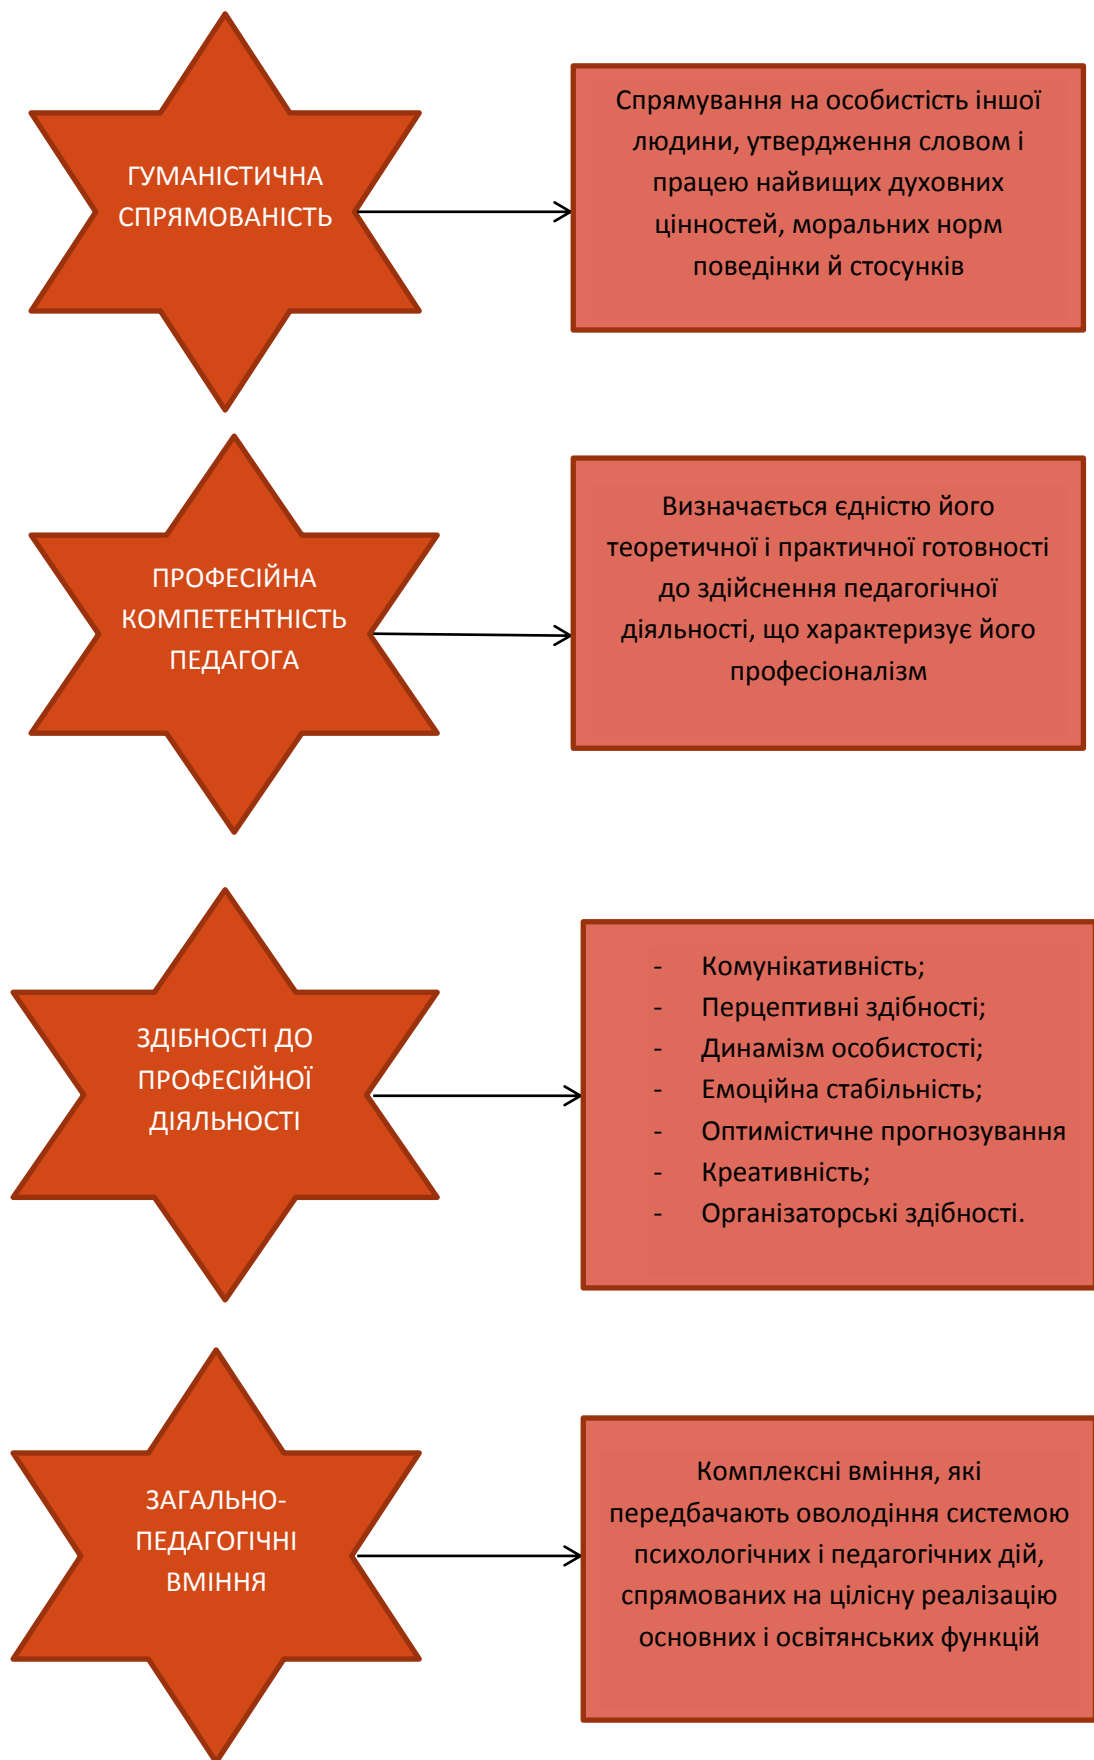 ГУМАНІСТИЧНА
СПРЯМОВАНІСТЬ
Спрямування на особистість іншої
людини, утвердження словом і
працею найвищих духовних
цінностей, моральних норм
поведінки й стосунків
ПРОФЕСІЙНА
КОМПЕТЕНТНІСТЬ
ПЕДАГОГА
Визначається єдністю його
теоретичної і практичної готовності
до здійснення педагогічної
діяльності, що характеризує його
професіоналізм
ЗДІБНОСТІ ДО
ПРОФЕСІЙНОЇ
ДІЯЛЬНОСТІ
- Комунікативність;
- Перцептивні здібності;
- Динамізм особистості;
- Емоційна стабільність;
- Оптимістичне прогнозування
- Креативність;
- Організаторські здібності.
ЗАГАЛЬНО-
ПЕДАГОГІЧНІ
ВМІННЯ
Комплексні вміння, які
передбачають оволодіння системою
психологічних і педагогічних дій,
спрямованих на цілісну реалізацію
основних і освітянських функцій